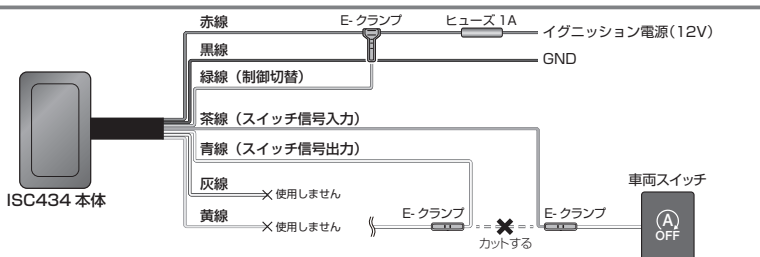 赤線
E-クランプ
ヒューズ 1A
イグニッション電源(12V)
黒線
GND
緑線(制御切替)
茶線(スイッチ信号入力)
青線(スイッチ信号出力)
灰線
使用しません
黄線
使用しません
ISC434 本体
E-クランプ
カットする
E-クランプ
車両スイッチ
A
OFF